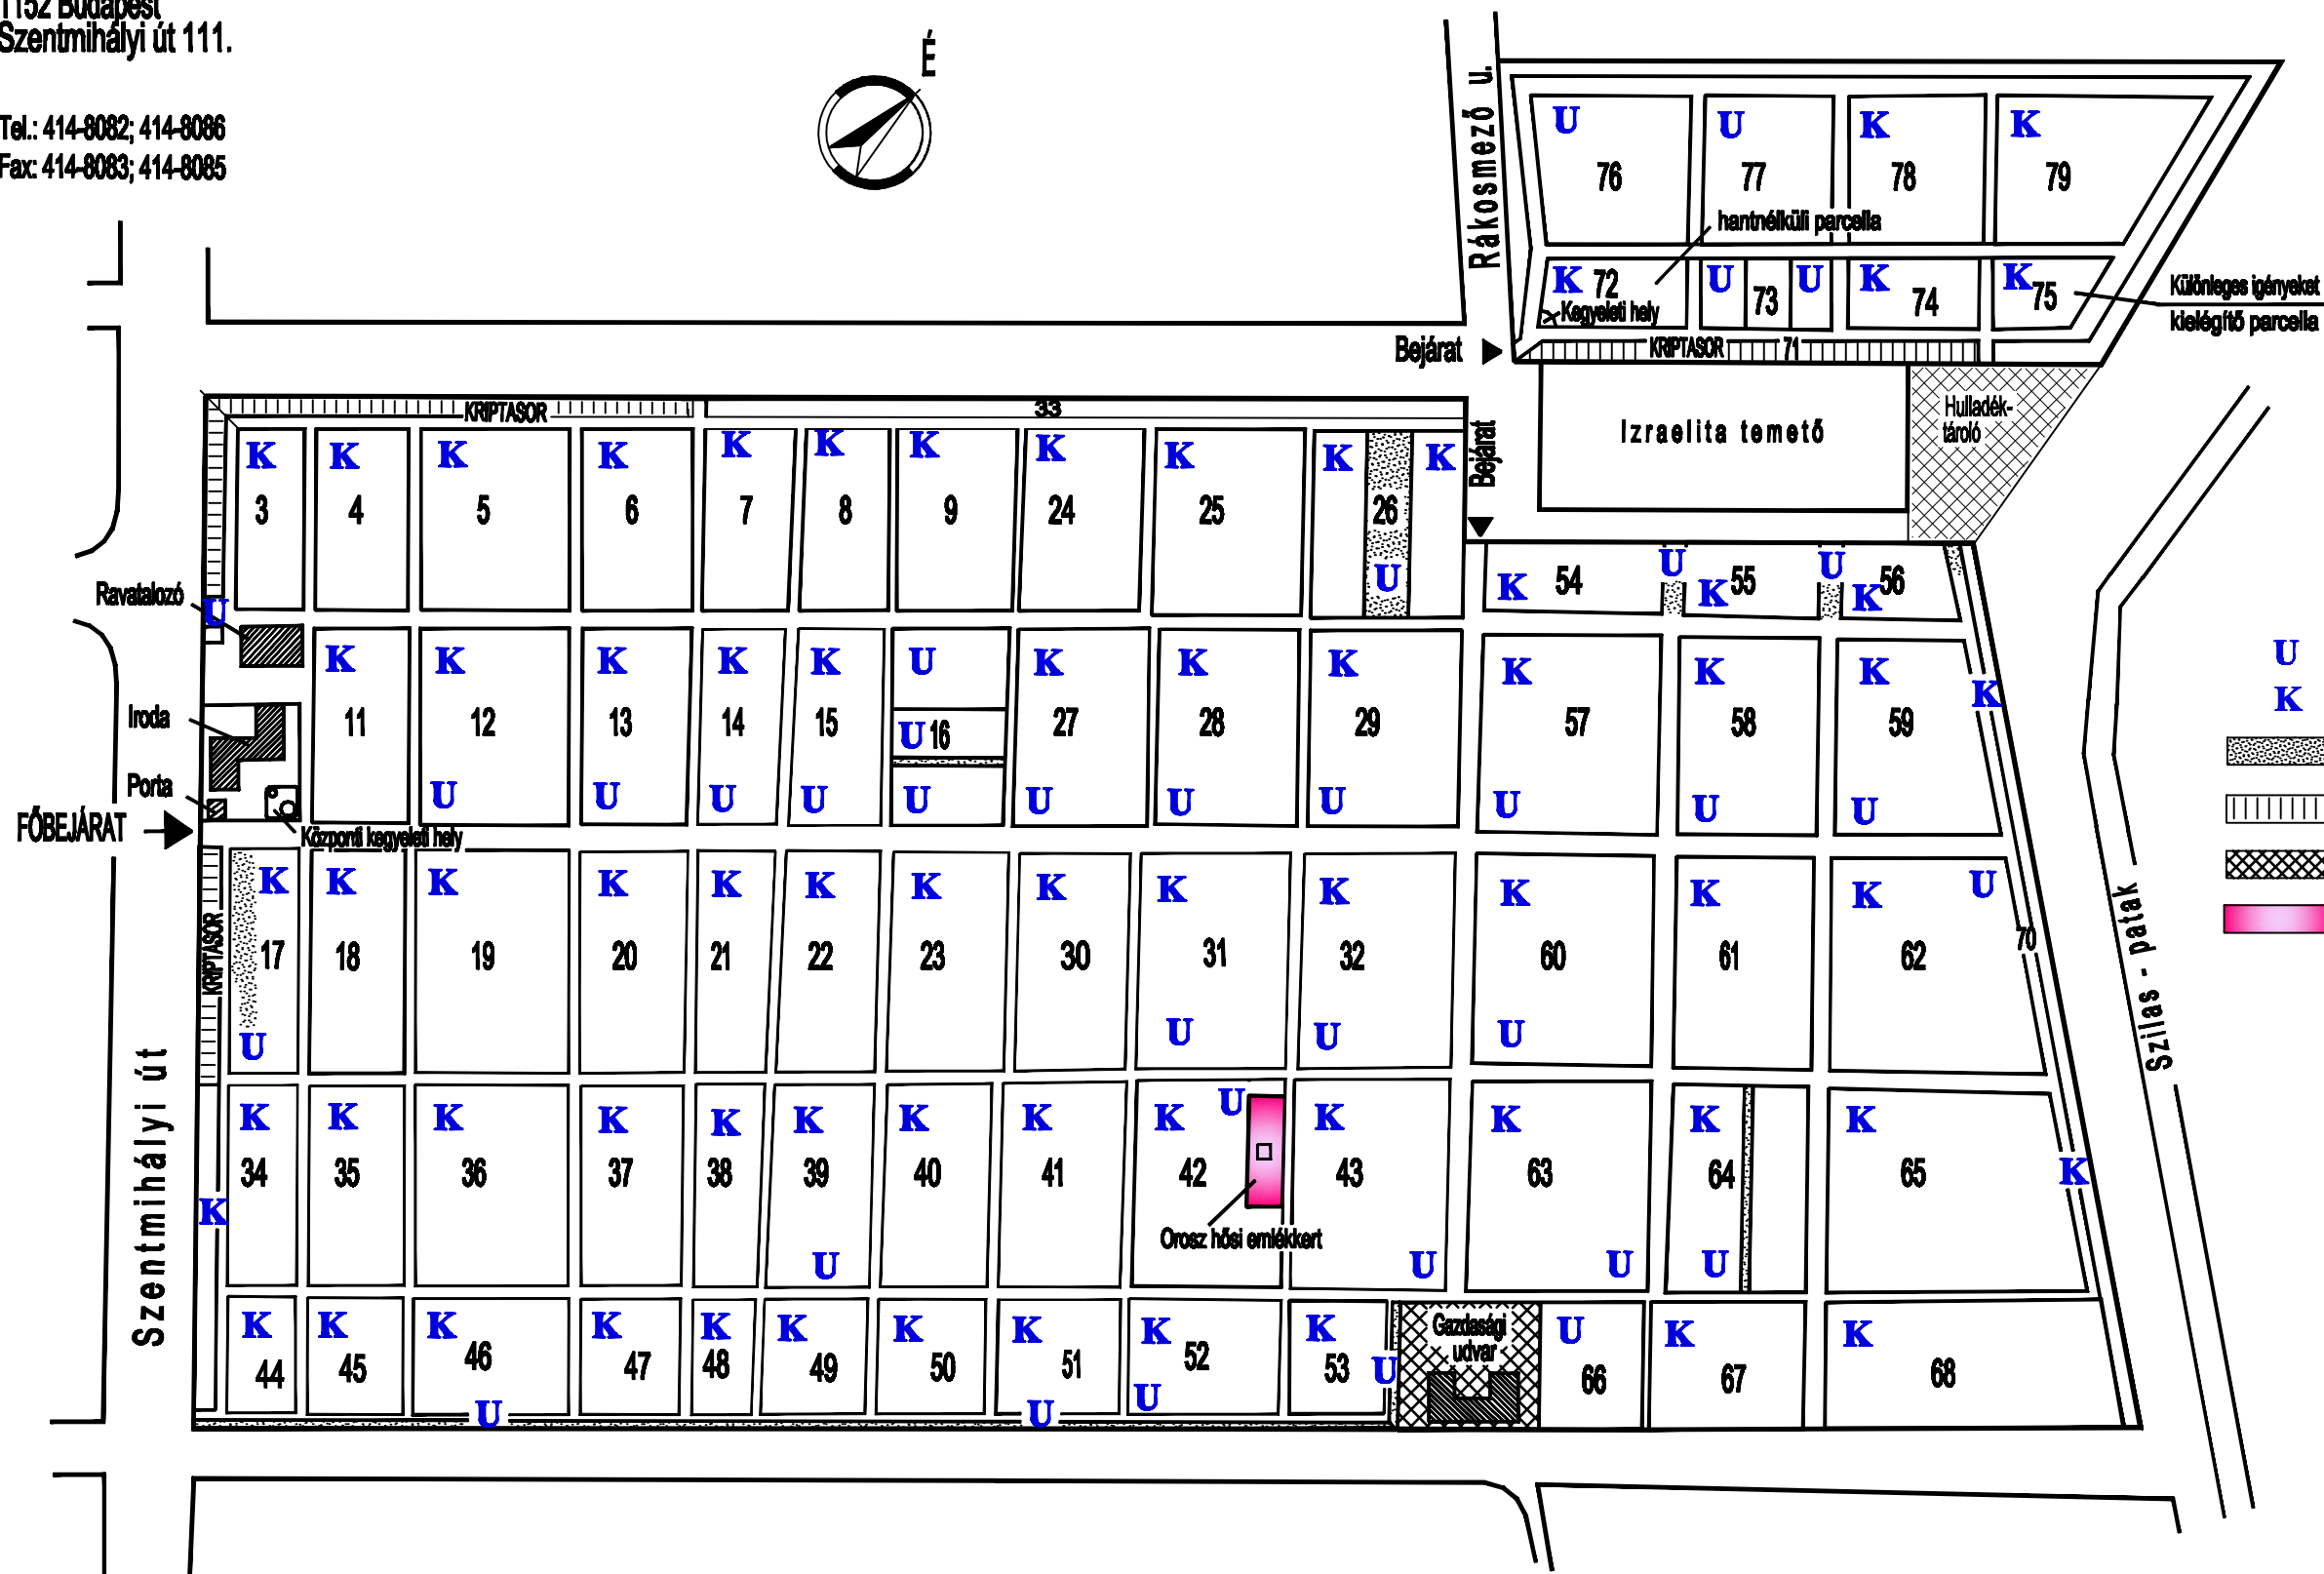 1152 Budapest
Szentmihályi út 111.
Tel.: 414-8082; 414-8086
Fax: 414-8083; 414-8085
É
Rákosmező u.
U U K K
76 77 78 79
hantnélküli parcella
K 72 U 73 U K 74 K 75
Kegyeleti hely
Különleges igényeket
kielégítő parcella
Bejárat
KRIPTASOR 71
KRIPTASOR 33
Bejárat
Izraelita temető
Hulladék-
tároló
K K K K K K K K K K K
3 4 5 6 7 8 9 24 25 26
U
K 54 U K 55 U K 56
Ravatalozó
U
K K K K K U K K K K K K K
11 12 13 14 15 U 16 27 28 29 57 58 59
U U U U U U U U U U U
Iroda
Porta
FŐBEJÁRAT
Központi kegyeleti hely
KRIPTASOR
K K K K K K K K K K K K K U
17 18 19 20 21 22 23 30 31 32 60 61 62 70
U U U U
K K K K K K K K K U K K K K
34 35 36 37 38 39 40 41 42 43 63 64 65
K K
Orosz hősi emlékkert
U U U U
K K K K K K K K K K U K K
44 45 46 47 48 49 50 51 52 53 66 67 68
U U U U
Gazdasági
udvar
Szentmihályi út
Szilas - patak
U
K